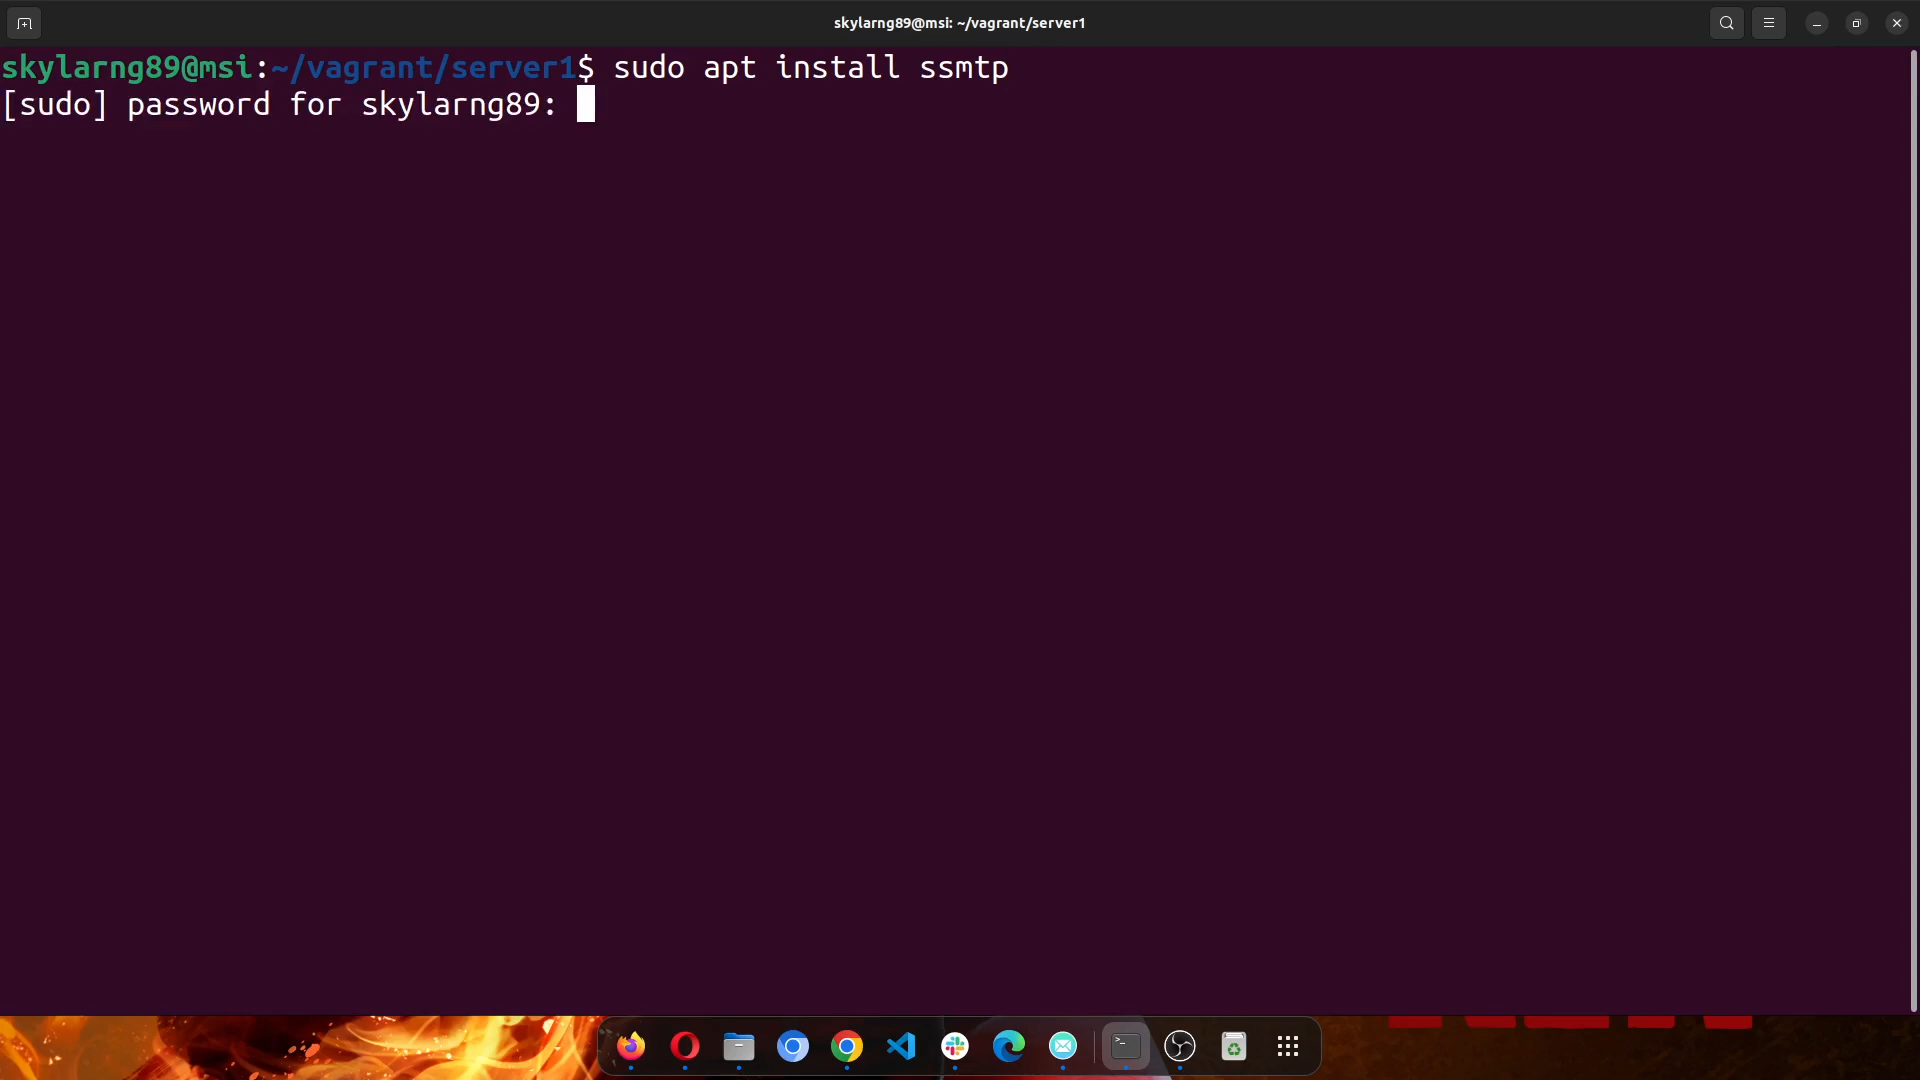 skylarng89@msi: ~/vagrant/server1
skylarng89@msi:~/vagrant/server1$ sudo apt install ssmtp
[sudo] password for skylarng89: